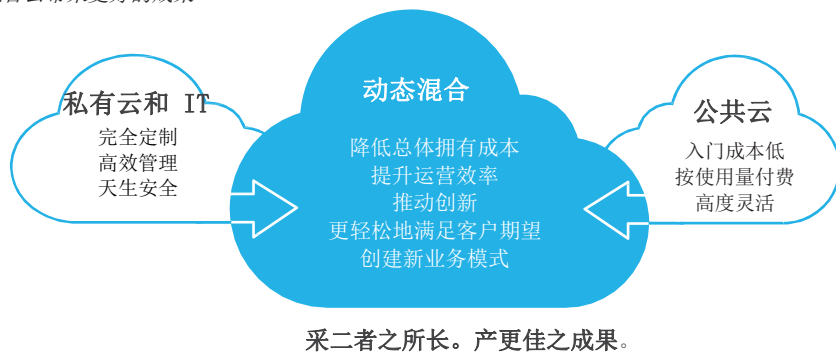 私有云和 IT
完全定制
高效管理
天生安全
动态混合
降低总体拥有成本
提升运营效率
推动创新
更轻松地满足客户期望
创建新业务模式
公共云
入门成本低
按使用量付费
高度灵活
采二者之所长。产更佳之成果。